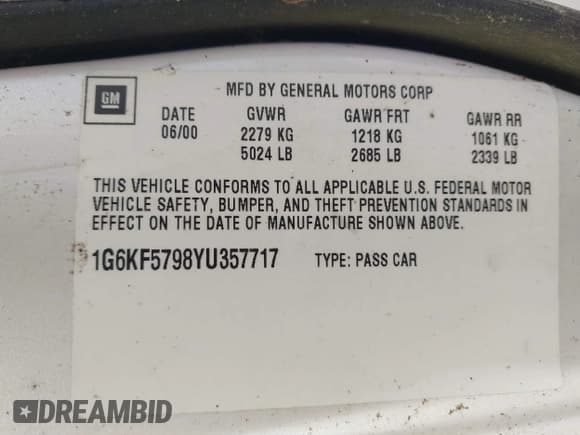 GM
MFD BY GENERAL MOTORS CORP
DATE GVWR GAWR FRT GAWR RR
06/00 2279 KG 1218 KG 1061 KG
5024 LB 2685 LB 2339 LB
THIS VEHICLE CONFORMS TO ALL APPLICABLE U.S. FEDERAL MOTOR
VEHICLE SAFETY, BUMPER, AND THEFT PREVENTION STANDARDS IN
EFFECT ON THE DATE OF MANUFACTURE SHOWN ABOVE.
1G6KF5798YU357717 TYPE: PASS CAR
DREAMBID